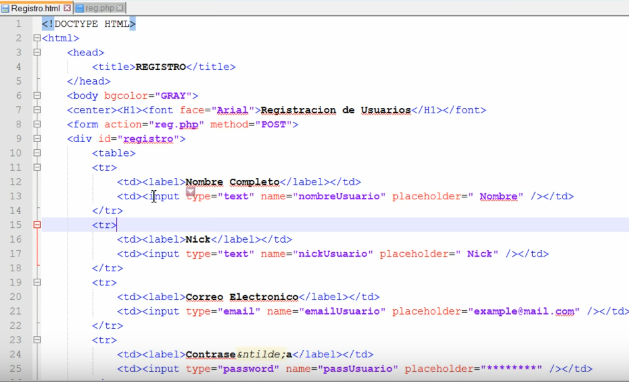 Registro.html reg.php
1 <!DOCTYPE HTML>
2 <html>
3 <head>
4 <title>REGISTRO</title>
5 </head>
6 <body bgcolor="GRAY">
7 <center><H1><font face="Arial">Registracion de Usuarios</H1></font>
8 <form action="reg.php" method="POST">
9 <div id="registro">
10 <table>
11 <tr>
12 <td><label>Nombre Completo</label></td>
13 <td><input type="text" name="nombreUsuario" placeholder=" Nombre" /></td>
14 </tr>
15 <tr>
16 <td><label>Nick</label></td>
17 <td><input type="text" name="nickUsuario" placeholder=" Nick" /></td>
18 </tr>
19 <tr>
20 <td><label>Correo Electronico</label></td>
21 <td><input type="email" name="emailUsuario" placeholder="example@mail.com" /></td>
22 </tr>
23 <tr>
24 <td><label>Contrase&ntilde;a</label></td>
25 <td><input type="password" name="passUsuario" placeholder="********" /></td>